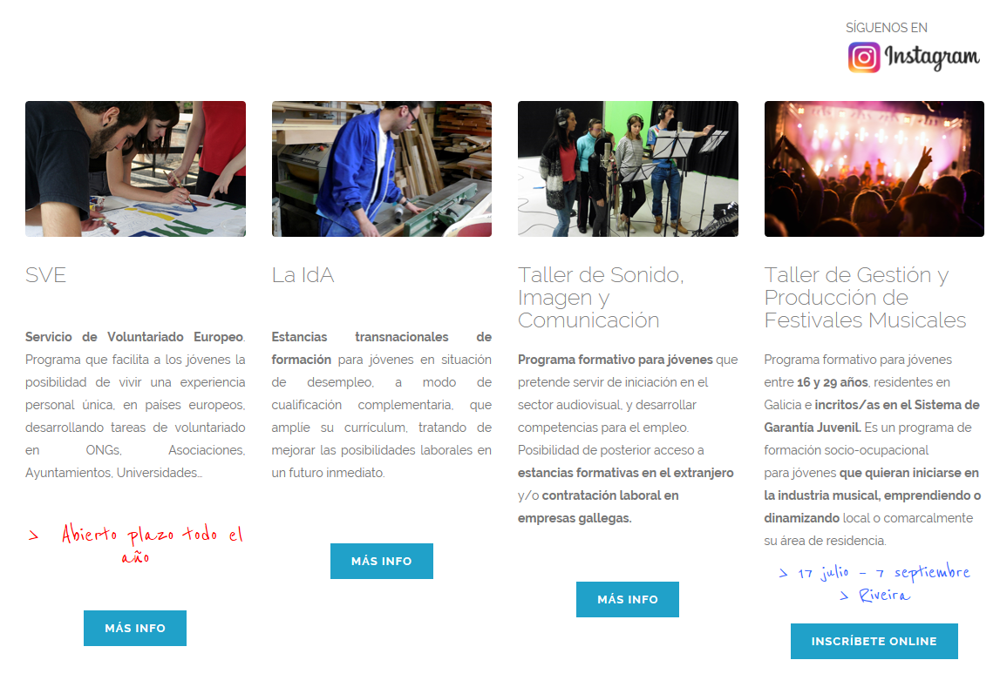 SÍGUENOS EN
Instagram
SVE
Servicio de Voluntariado Europeo.
Programa que facilita a los jóvenes la
posibilidad de vivir una experiencia
personal única, en países europeos,
desarrollando tareas de voluntariado
en ONGs, Asociaciones,
Ayuntamientos, Universidades...
> Abierto plazo todo el
año
MÁS INFO
La IdA
Estancias transnacionales de
formación para jóvenes en situación
de desempleo, a modo de
cualificación complementaria, que
amplíe su currículum, tratando de
mejorar las posibilidades laborales en
un futuro inmediato.
MÁS INFO
Taller de Sonido,
Imagen y
Comunicación
Programa formativo para jóvenes que
pretende servir de iniciación en el
sector audiovisual, y desarrollar
competencias para el empleo.
Posibilidad de posterior acceso a
estancias formativas en el extranjero
y/o contratación laboral en
empresas gallegas.
MÁS INFO
Taller de Gestión y
Producción de
Festivales Musicales
Programa formativo para jóvenes
entre 16 y 29 años, residentes en
Galicia e incritos/as en el Sistema de
Garantía Juvenil. Es un programa de
formación socio-ocupacional
para jóvenes que quieran iniciarse en
la industria musical, emprendiendo o
dinamizando local o comarcalmente
su área de residencia.
> 17 julio - 7 septiembre
> Riveira
INSCRÍBETE ONLINE